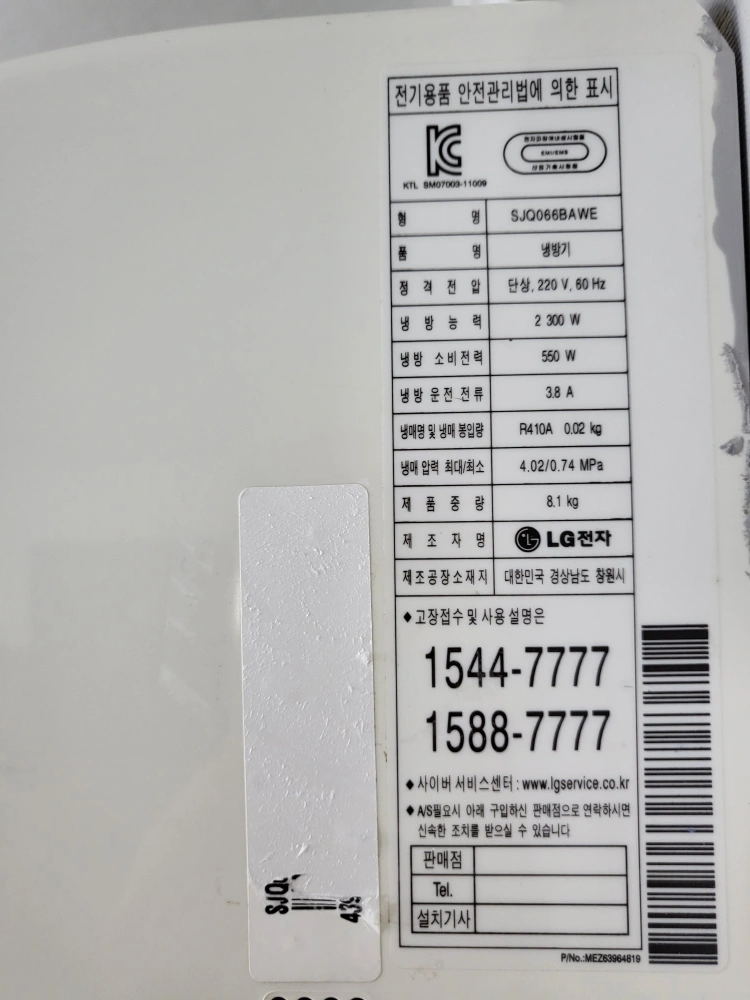 전기용품 안전관리법에 의한 표시
KTL SM07003-11009
EMI/EMS
형 명 SJQ066BAWE
품 명 냉방기
정 격 전 압 단상, 220 V, 60 Hz
냉 방 능 력 2 300 W
냉방 소비전력 550 W
냉방 운전 전류 3.8 A
냉매명 및 냉매 봉입량 R410A 0.02 kg
냉매 압력 최대/최소 4.02/0.74 MPa
제 품 중 량 8.1 kg
제 조 자 명 LG전자
제조공장소재지 대한민국 경상남도 창원시
◆ 고장접수 및 사용 설명은
1544-7777
1588-7777
◆ 사이버 서비스센터 : www.lgservice.co.kr
◆ A/S필요시 아래 구입하신 판매점으로 연락하시면
신속한 조치를 받으실 수 있습니다
판매점
Tel.
설치기사
P/No.:MEZ63964819